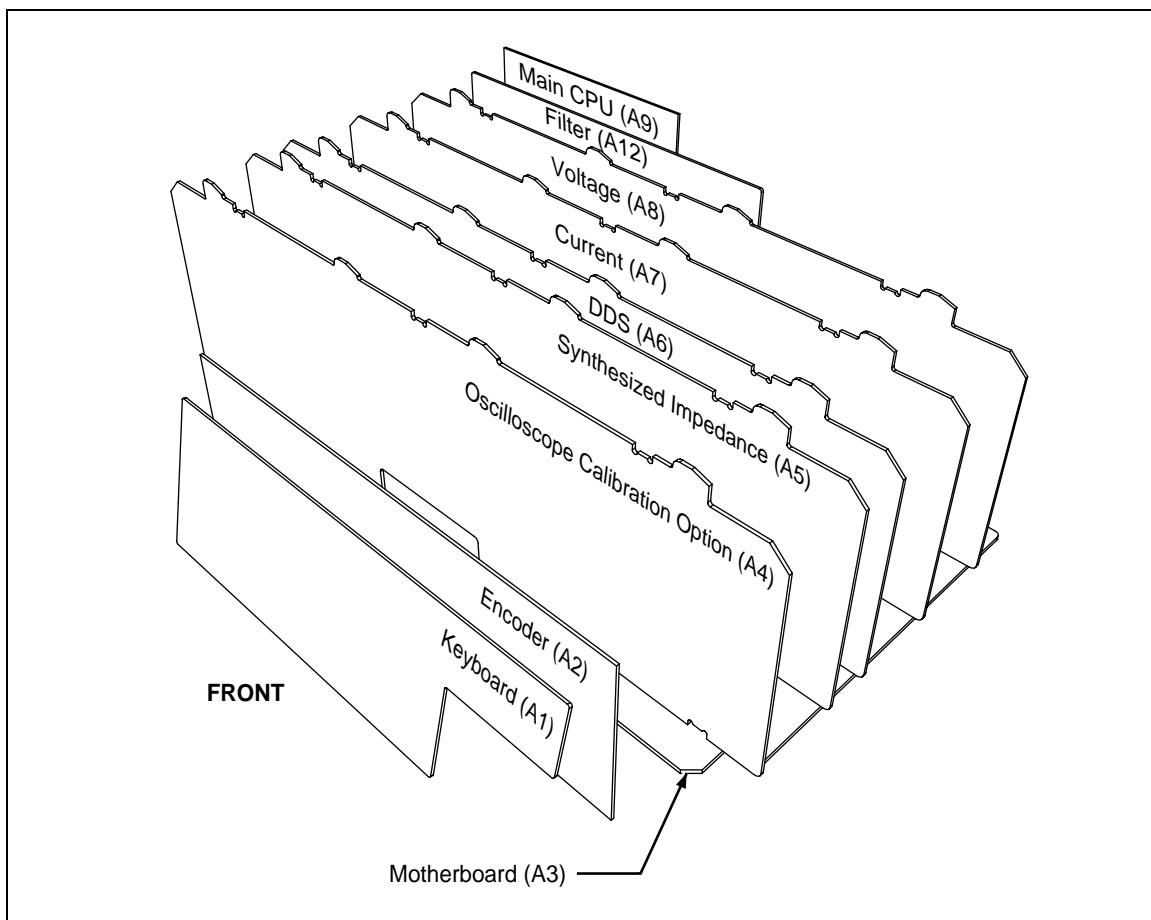 Main CPU (A9)
Filter (A12)
Voltage (A8)
Current (A7)
DDS (A6)
Synthesized Impedance (A5)
Oscilloscope Calibration Option (A4)
Encoder (A2)
Keyboard (A1)
FRONT
Motherboard (A3)